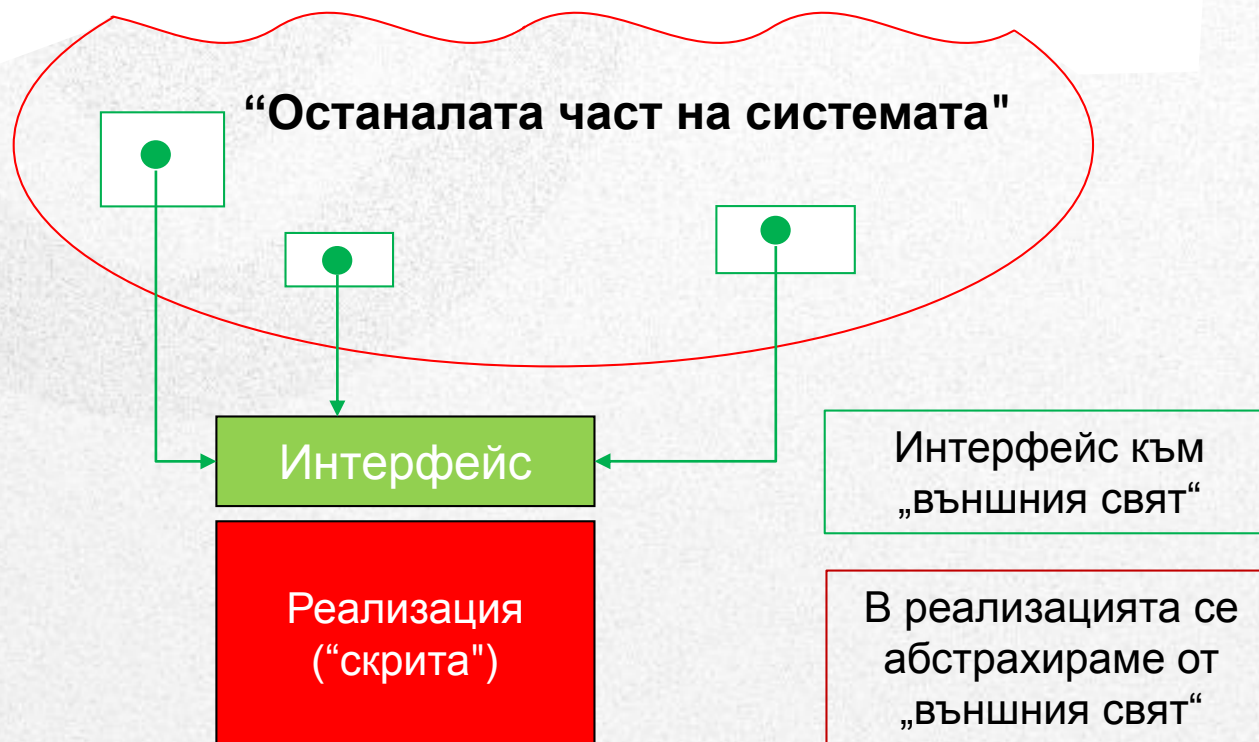 “Останалата част на системата"
Интерфейс
Интерфейс към
„външния свят“
Реализация
(“скрита")
В реализацията се
абстрахираме от
„външния свят“